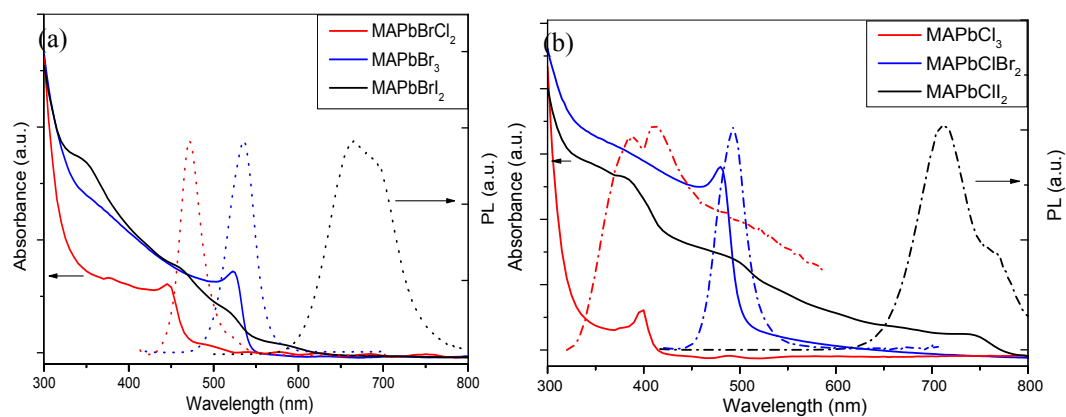 (a)
MAPbBrCl₂
MAPbBr₃
MAPbBrI₂
Absorbance (a.u.)
PL (a.u.)
300 400 500 600 700 800
Wavelength (nm)
(b)
MAPbCl₃
MAPbClBr₂
MAPbClI₂
Absorbance (a.u.)
PL (a.u.)
300 400 500 600 700 800
Wavelength (nm)